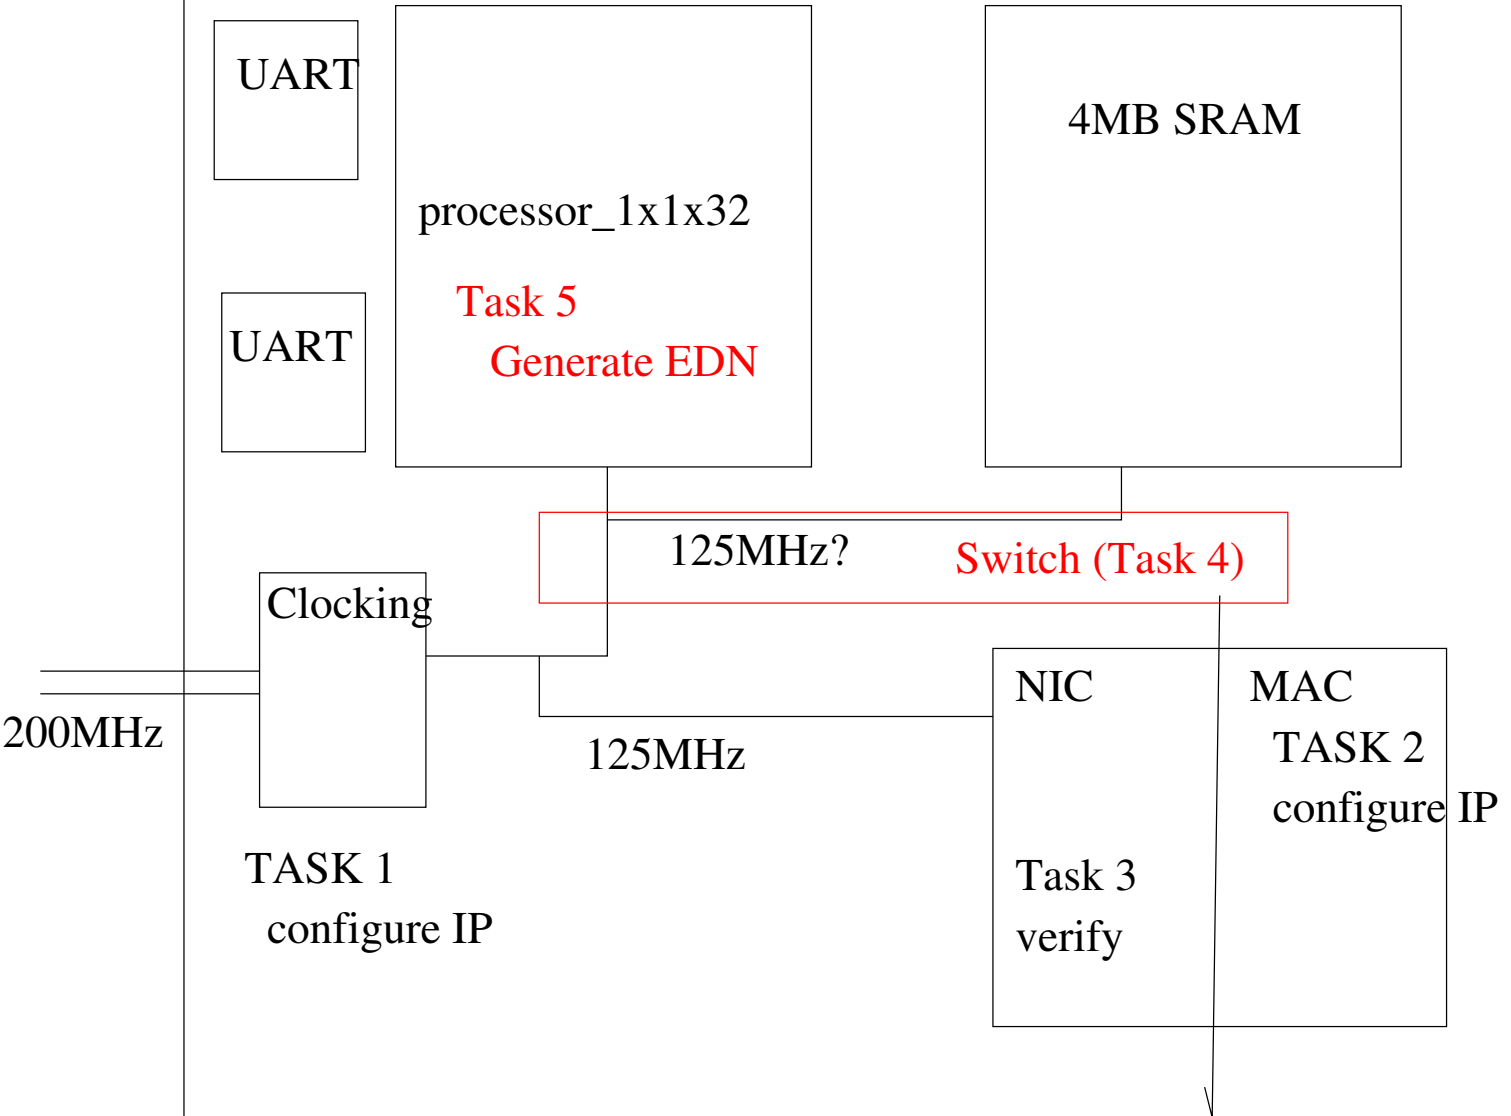 UART
4MB SRAM
processor_1x1x32
Task 5
Generate EDN
UART
125MHz?
Switch (Task 4)
Clocking
200MHz
125MHz
NIC
MAC
TASK 2
configure IP
TASK 1
configure IP
Task 3
verify